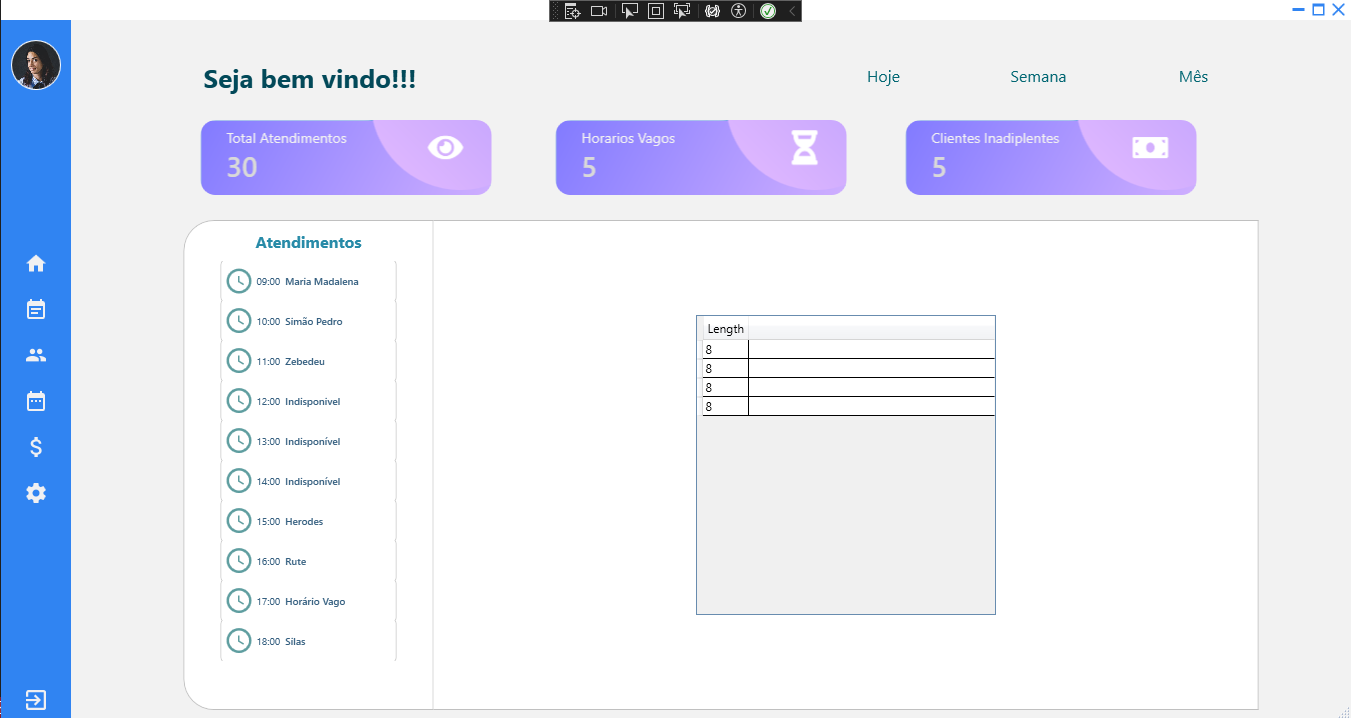 Seja bem vindo!!!
Hoje
Semana
Mês
Total Atendimentos
30
Horarios Vagos
5
Clientes Inadiplentes
5
Atendimentos
09:00 Maria Madalena
10:00 Simão Pedro
11:00 Zebedeu
12:00 Indisponivel
13:00 Indisponível
14:00 Indisponível
15:00 Herodes
16:00 Rute
17:00 Horário Vago
18:00 Silas
Length
8
8
8
8